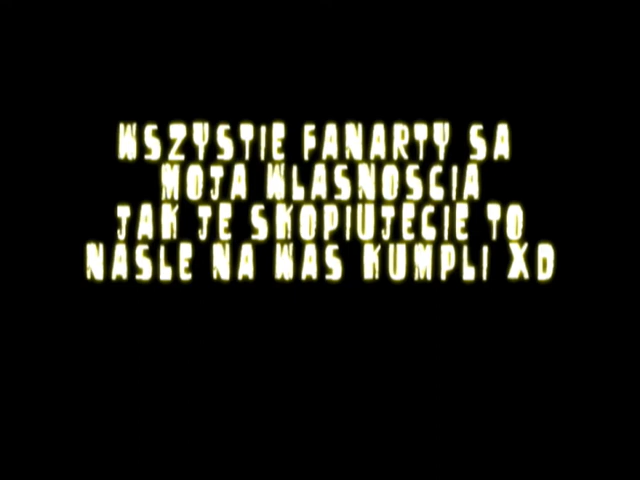 WSZYSTIE FANARTY SA
MOJA WLASNOSCIA
JAK JE SKOPIUJECIE TO
NASLE NA WAS KUMPLI XD